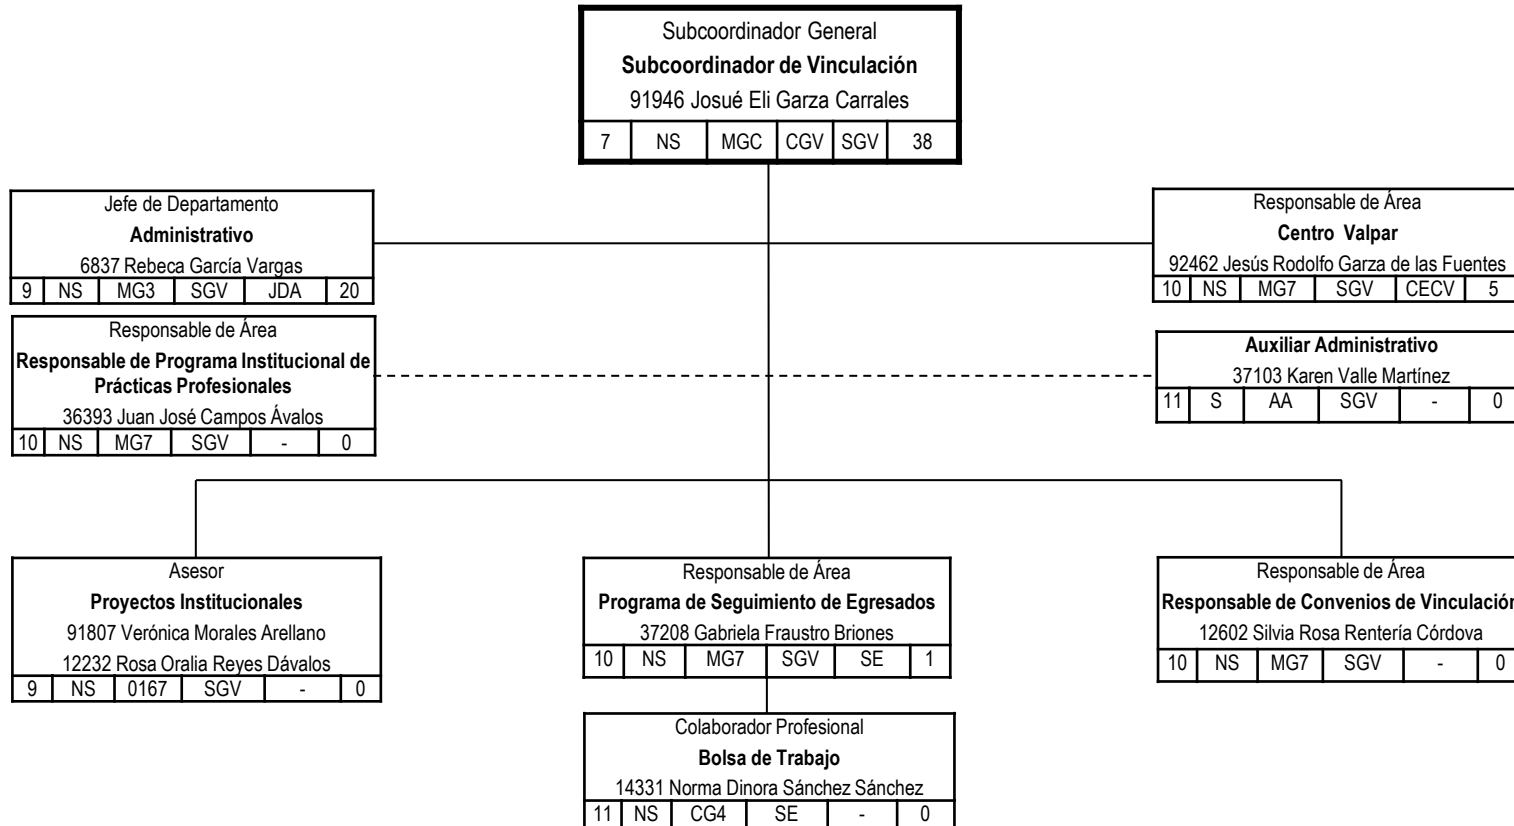 Subcoordinador General
Subcoordinador de Vinculación
91946 Josué Eli Garza Carrales
7 NS MGC CGV SGV 38
Jefe de Departamento
Administrativo
6837 Rebeca García Vargas
9 NS MG3 SGV JDA 20
Responsable de Área
Centro Valpar
92462 Jesús Rodolfo Garza de las Fuentes
10 NS MG7 SGV CECV 5
Responsable de Área
Responsable de Programa Institucional de
Prácticas Profesionales
36393 Juan José Campos Ávalos
10 NS MG7 SGV - 0
Auxiliar Administrativo
37103 Karen Valle Martínez
11 S AA SGV - 0
Asesor
Proyectos Institucionales
91807 Verónica Morales Arellano
12232 Rosa Oralia Reyes Dávalos
9 NS 0167 SGV - 0
Responsable de Área
Programa de Seguimiento de Egresados
37208 Gabriela Fraustro Briones
10 NS MG7 SGV SE 1
Responsable de Área
Responsable de Convenios de Vinculación
12602 Silvia Rosa Rentería Córdova
10 NS MG7 SGV - 0
Colaborador Profesional
Bolsa de Trabajo
14331 Norma Dinora Sánchez Sánchez
11 NS CG4 SE - 0